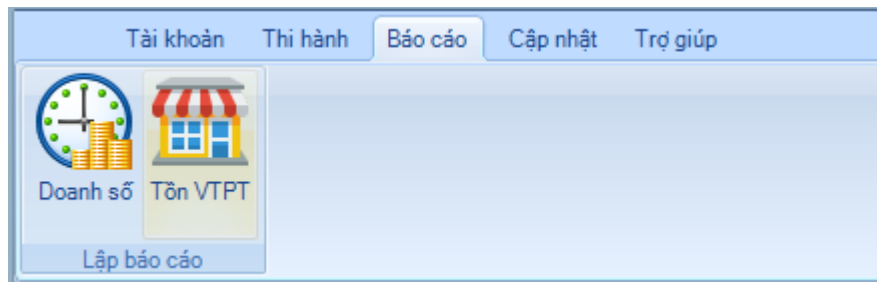 Tài khoản Thi hành Báo cáo Cập nhật Trợ giúp
Doanh số Tồn VTPT
Lập báo cáo